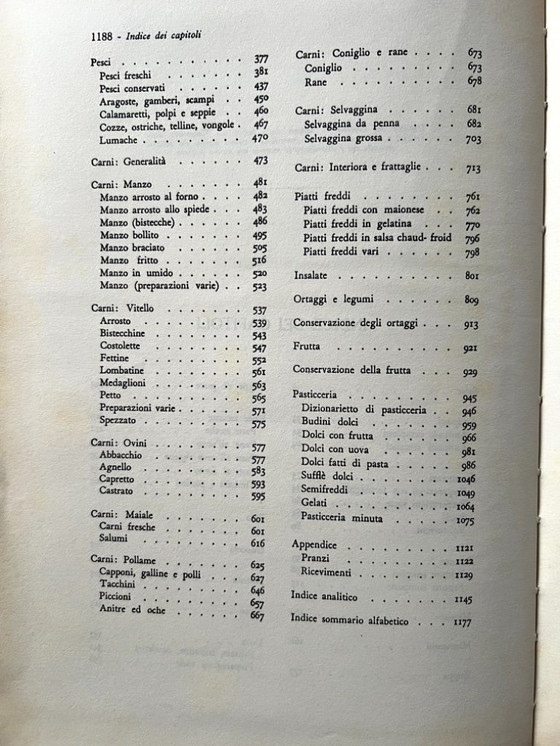 1188 - Indice dei capitoli
Pesci . . . . . . . . . . 377
Pesci freschi . . . . . . 381
Pesci conservati . . . . . 437
Aragoste, gamberi, scampi . . 450
Calamaretti, polpi e seppie . . 460
Cozze, ostriche, telline, vongole . 467
Lumache . . . . . . . . 470
Carni: Generalità . . . . . 473
Carni: Manzo . . . . . . . 481
Manzo arrosto al forno . . . 482
Manzo arrosto allo spiede . . . 483
Manzo (bistecche) . . . . . 486
Manzo bollito . . . . . . 495
Manzo braciato . . . . . . 505
Manzo fritto . . . . . . . 516
Manzo in umido . . . . . 520
Manzo (preparazioni varie) . . 523
Carni: Vitello . . . . . . . 537
Arrosto . . . . . . . . 539
Bistecchine . . . . . . . 543
Costolette . . . . . . . 547
Fettine . . . . . . . . 552
Lombatine . . . . . . . 561
Medaglioni . . . . . . . 563
Petto . . . . . . . . . 565
Preparazioni varie . . . . . 571
Spezzato . . . . . . . . 575
Carni: Ovini . . . . . . . 577
Abbacchio . . . . . . . 577
Agnello . . . . . . . . 583
Capretto . . . . . . . . 593
Castrato . . . . . . . . 595
Carni: Maiale . . . . . . . 601
Carni fresche . . . . . . 601
Salumi . . . . . . . . 616
Carni: Pollame . . . . . . 625
Capponi, galline e polli . . . 627
Tacchini . . . . . . . . 646
Piccioni . . . . . . . . 657
Anitre ed oche . . . . . . 667
Carni: Coniglio e rane . . . . 673
Coniglio . . . . . . . . 673
Rane . . . . . . . . . 678
Carni: Selvaggina . . . . . . 681
Selvaggina da penna . . . . 682
Selvaggina grossa . . . . . 703
Carni: Interiora e frattaglie . . . 713
Piatti freddi . . . . . . . 761
Piatti freddi con maionese . . 762
Piatti freddi in gelatina . . . 770
Piatti freddi in salsa chaud- froid 796
Piatti freddi vari . . . . . 798
Insalate . . . . . . . . . 801
Ortaggi e legumi . . . . . . 809
Conservazione degli ortaggi . . . 913
Frutta . . . . . . . . . 921
Conservazione della frutta . . . 929
Pasticceria . . . . . . . . 945
Dizionarietto di pasticceria . . 946
Budini dolci . . . . . . . 959
Dolci con frutta . . . . . . 966
Dolci con uova . . . . . . 981
Dolci fatti di pasta . . . . . 986
Sufflè dolci . . . . . . . 1046
Semifreddi . . . . . . . 1049
Gelati . . . . . . . . . 1064
Pasticceria minuta . . . . . 1075
Appendice . . . . . . . . 1121
Pranzi . . . . . . . . . 1122
Ricevimenti . . . . . . . 1129
Indice analitico . . . . . . 1145
Indice sommario alfabetico . . . 1177